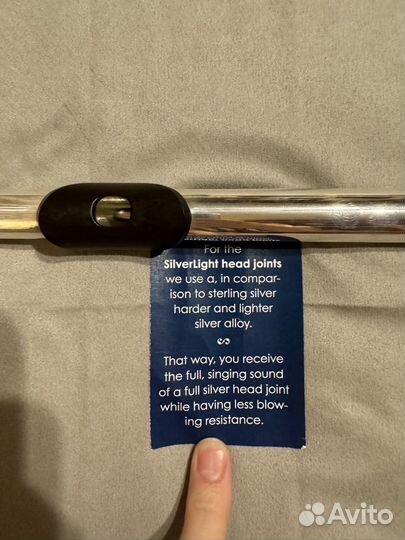 For the
SilverLight head joints
we use a, in compar-
ison to sterling silver
harder and lighter
silver alloy.
That way, you receive
the full, singing sound
of a full silver head joint
while having less blow-
ing resistance.
Avito